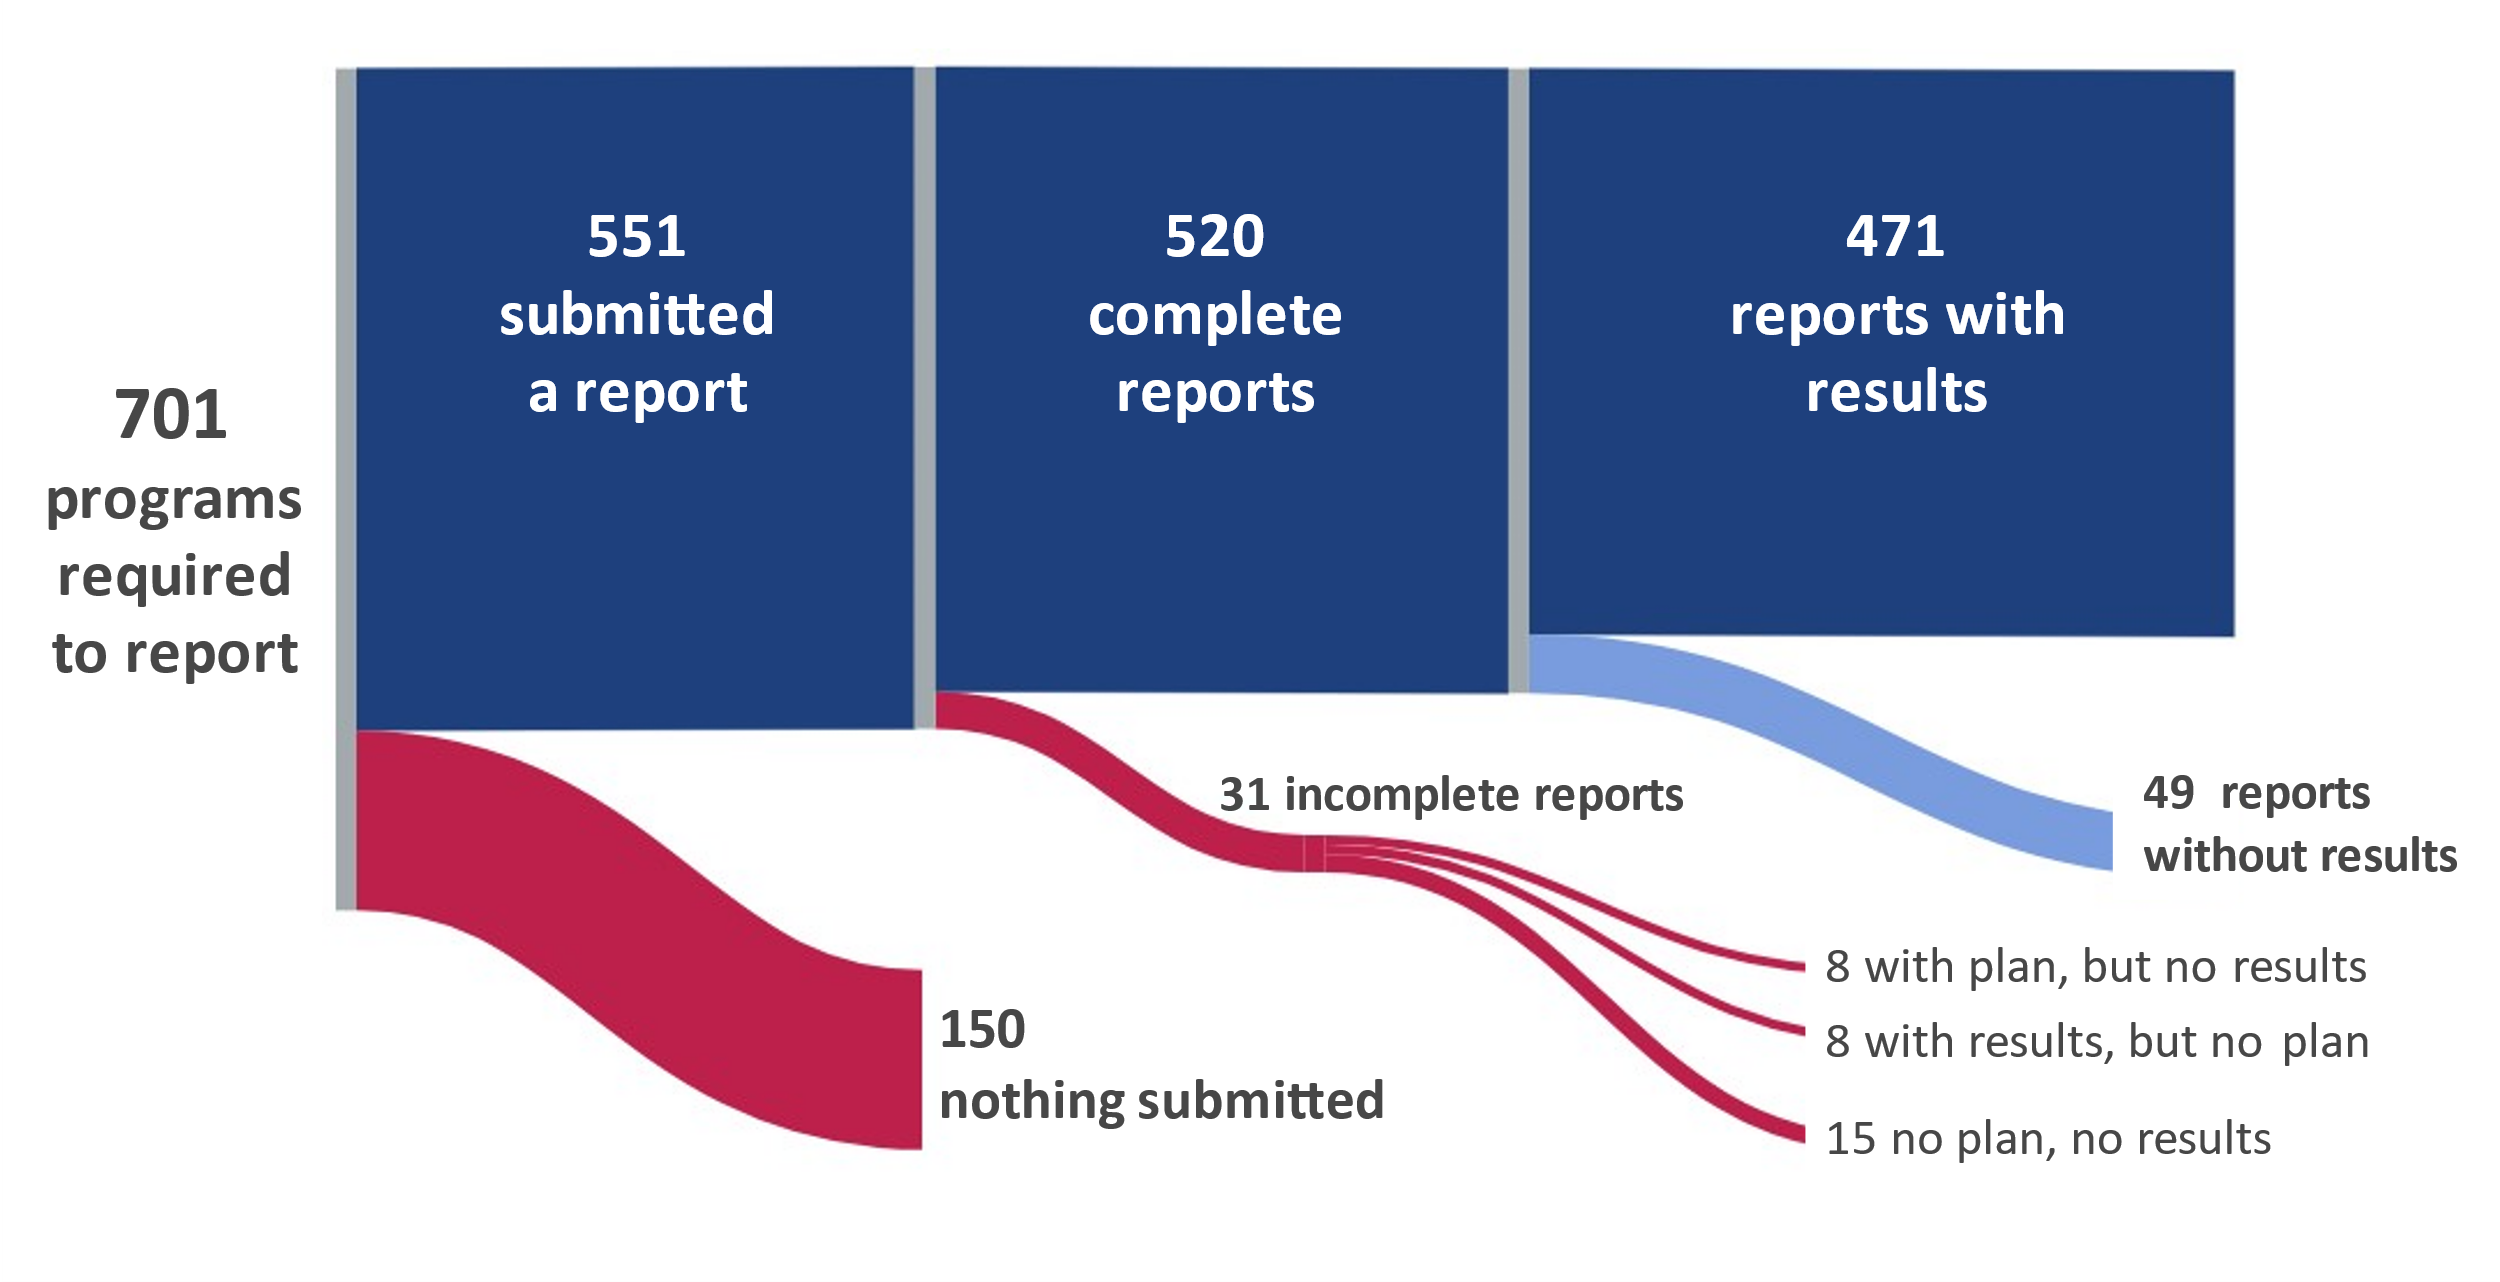 701
programs
required
to report
551
submitted
a report
520
complete
reports
471
reports with
results
150
nothing submitted
31 incomplete reports
49 reports
without results
8 with plan, but no results
8 with results, but no plan
15 no plan, no results